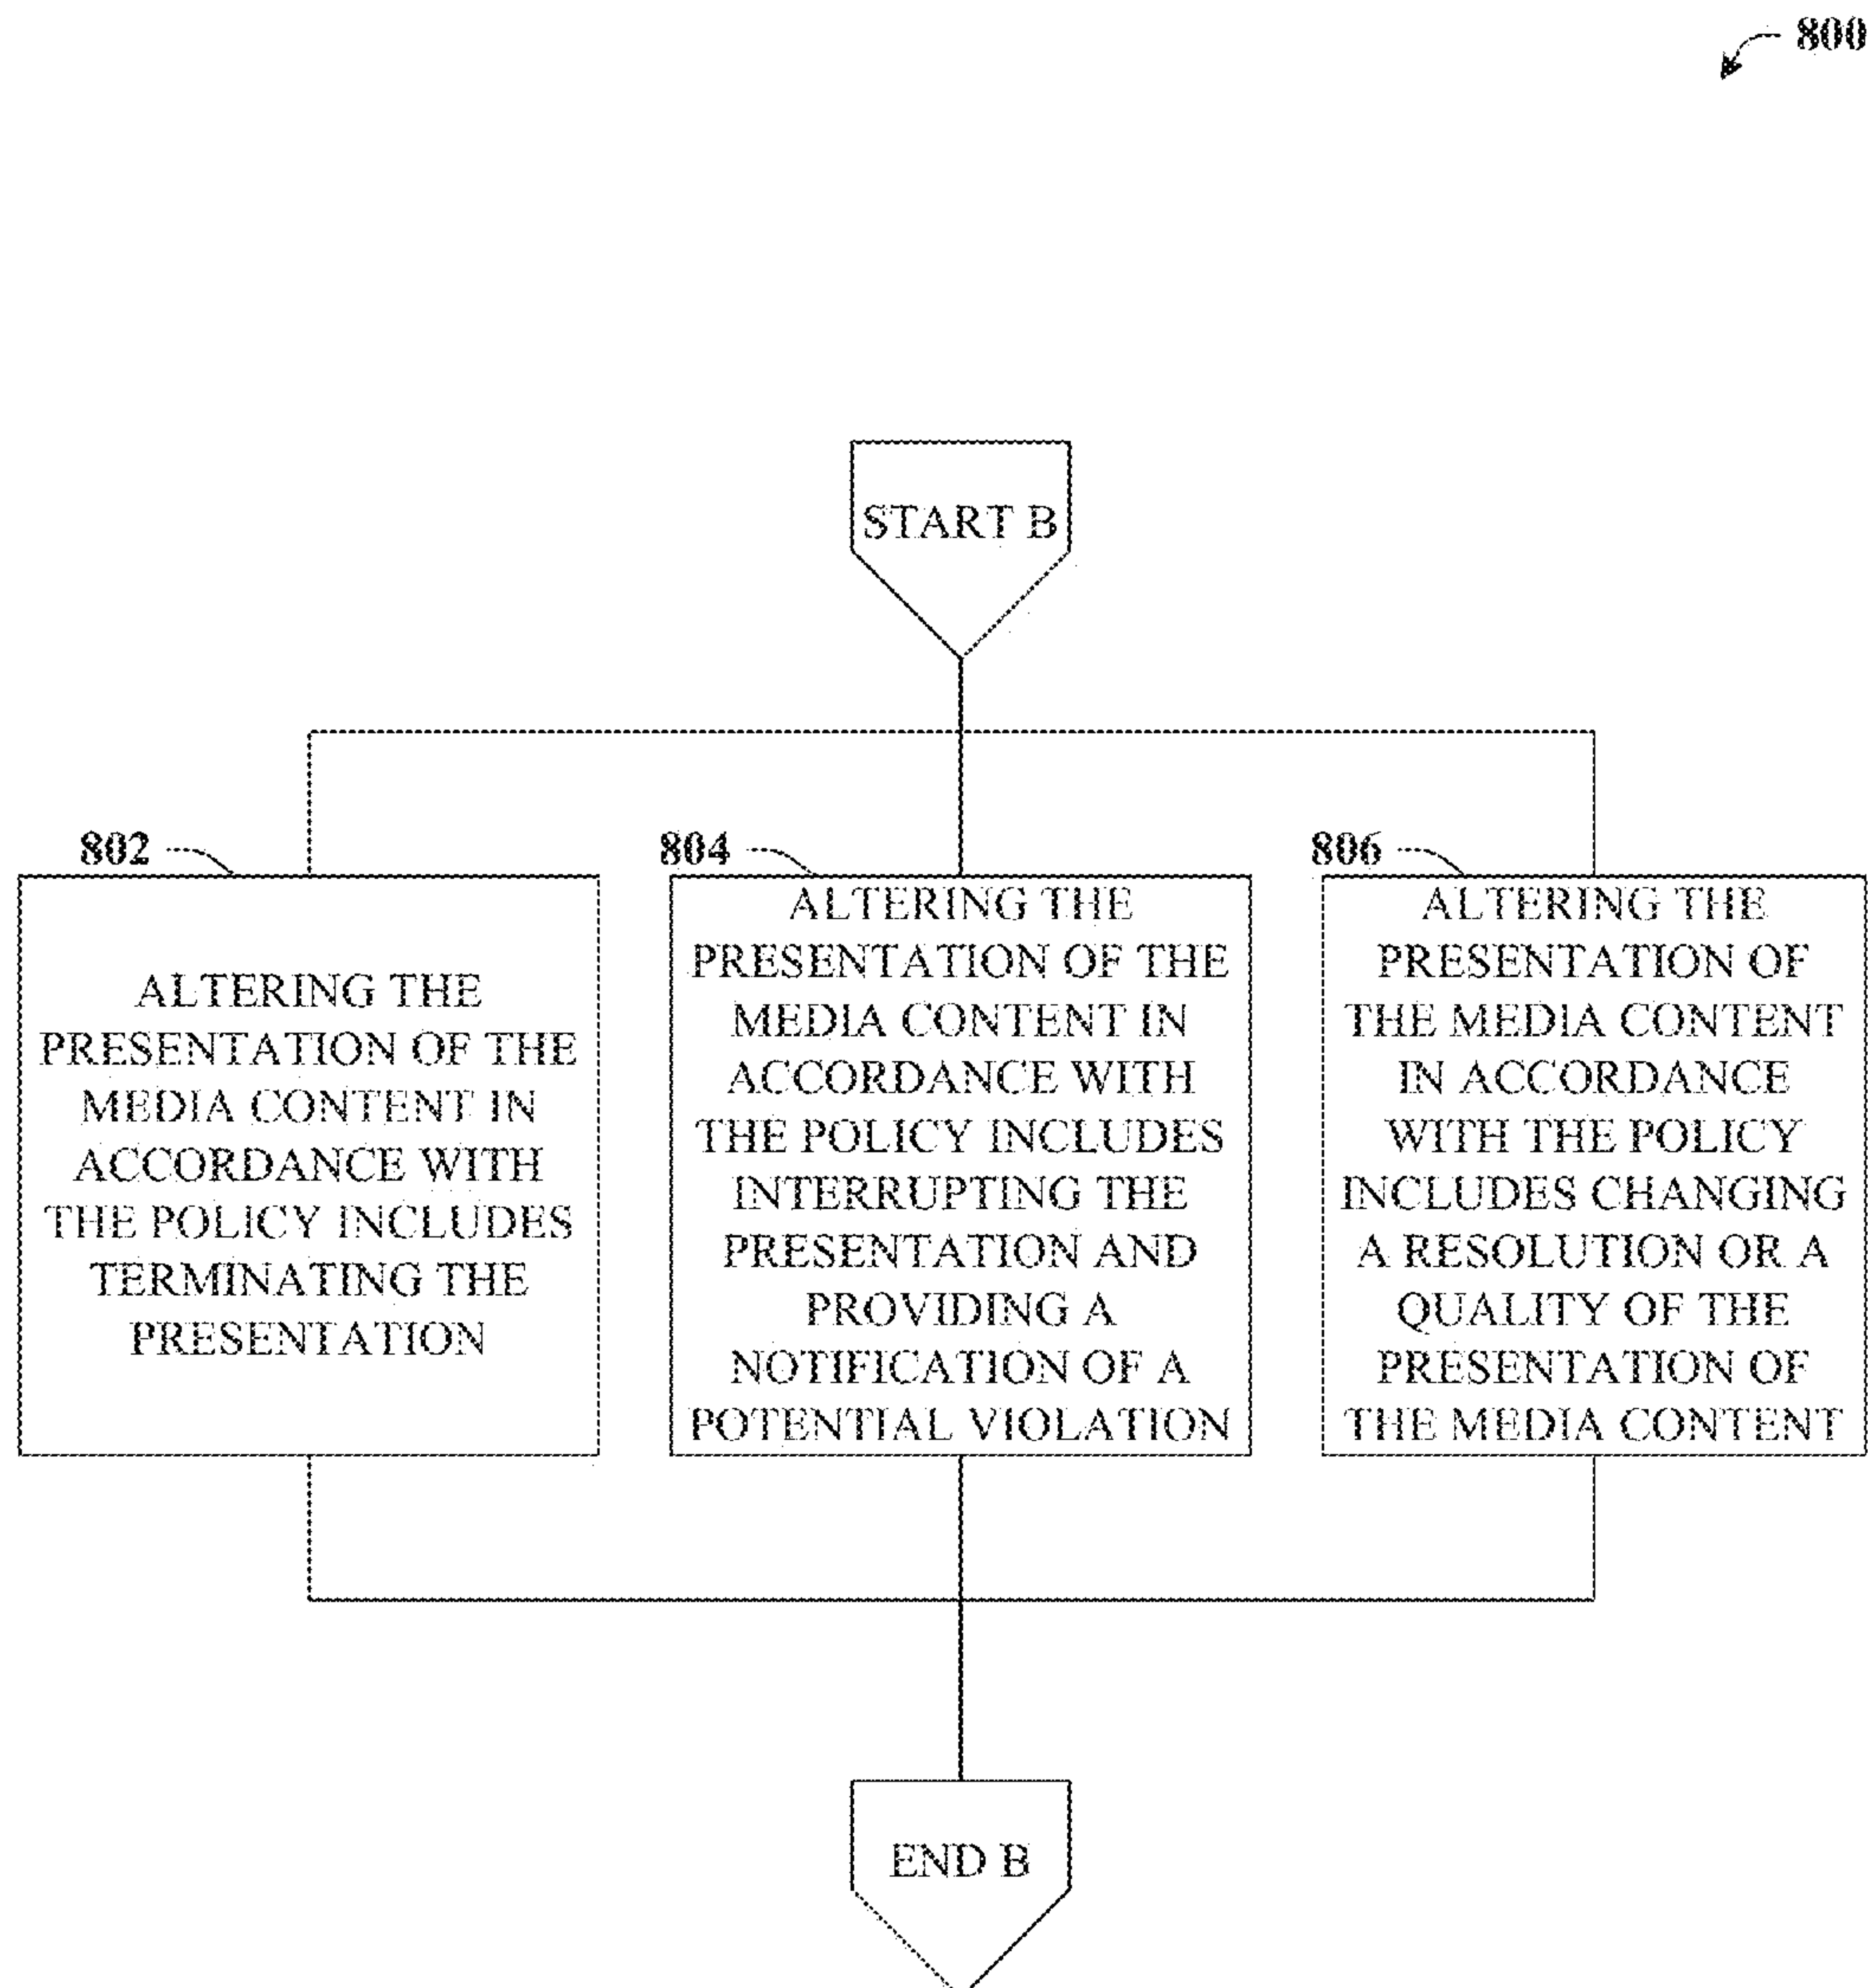 800
START B
802
ALTERING THE
PRESENTATION OF THE
MEDIA CONTENT IN
ACCORDANCE WITH
THE POLICY INCLUDES
TERMINATING THE
PRESENTATION
804
ALTERING THE
PRESENTATION OF THE
MEDIA CONTENT IN
ACCORDANCE WITH
THE POLICY INCLUDES
INTERRUPTING THE
PRESENTATION AND
PROVIDING A
NOTIFICATION OF A
POTENTIAL VIOLATION
806
ALTERING THE
PRESENTATION OF
THE MEDIA CONTENT
IN ACCORDANCE
WITH THE POLICY
INCLUDES CHANGING
A RESOLUTION OR A
QUALITY OF THE
PRESENTATION OF
THE MEDIA CONTENT
END B